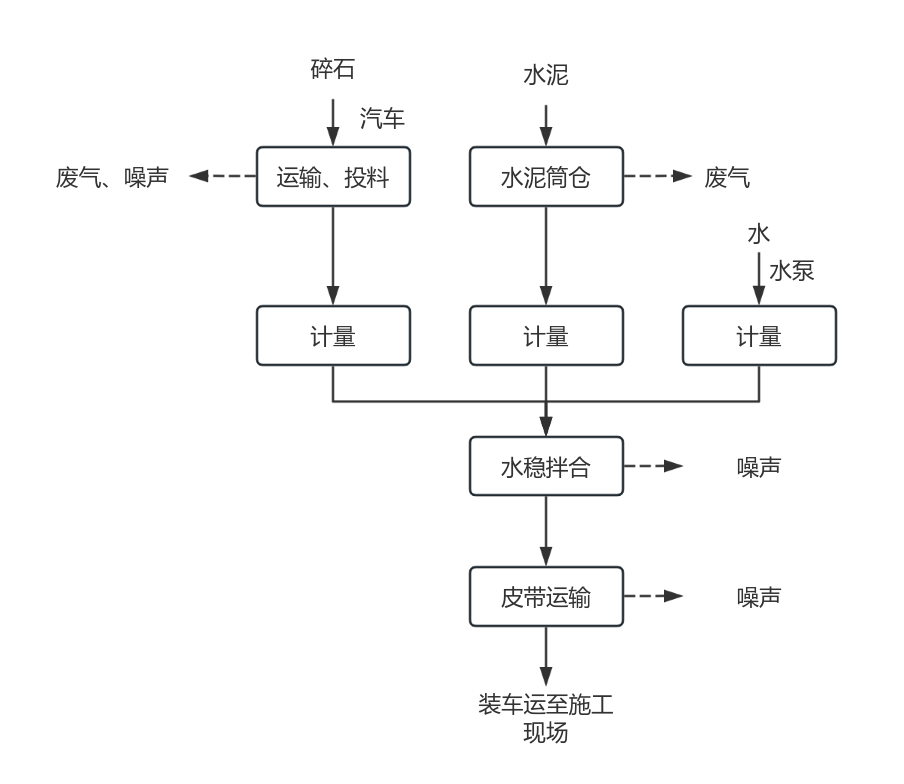 碎石
水泥
汽车
废气、噪声
运输、投料
水泥筒仓
废气
水
水泵
计量
计量
计量
水稳拌合
噪声
皮带运输
噪声
装车运至施工
现场